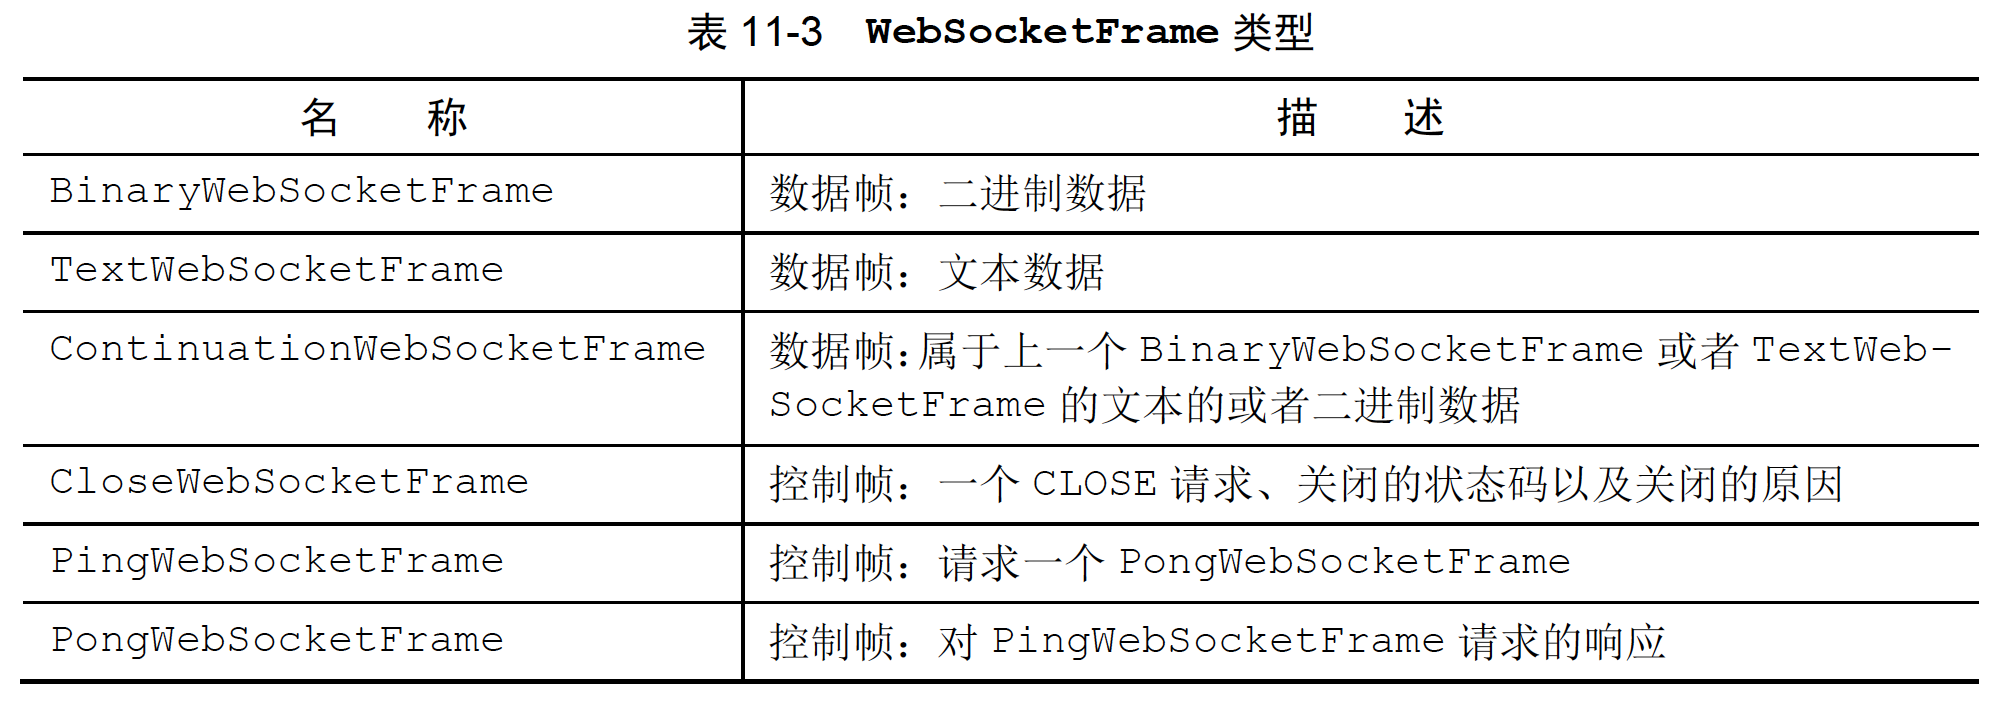 表 11-3 WebSocketFrame 类型
名 称 描 述
BinaryWebSocketFrame 数据帧：二进制数据
TextWebSocketFrame 数据帧：文本数据
ContinuationWebSocketFrame 数据帧：属于上一个 BinaryWebSocketFrame 或者 TextWeb-
SocketFrame 的文本的或者二进制数据
CloseWebSocketFrame 控制帧：一个 CLOSE 请求、关闭的状态码以及关闭的原因
PingWebSocketFrame 控制帧：请求一个 PongWebSocketFrame
PongWebSocketFrame 控制帧：对 PingWebSocketFrame 请求的响应